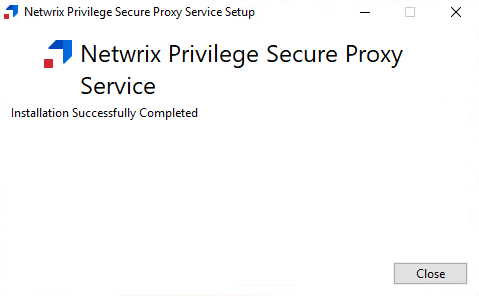 Netwrix Privilege Secure Proxy Service Setup
Netwrix Privilege Secure Proxy
Service
Installation Successfully Completed
Close